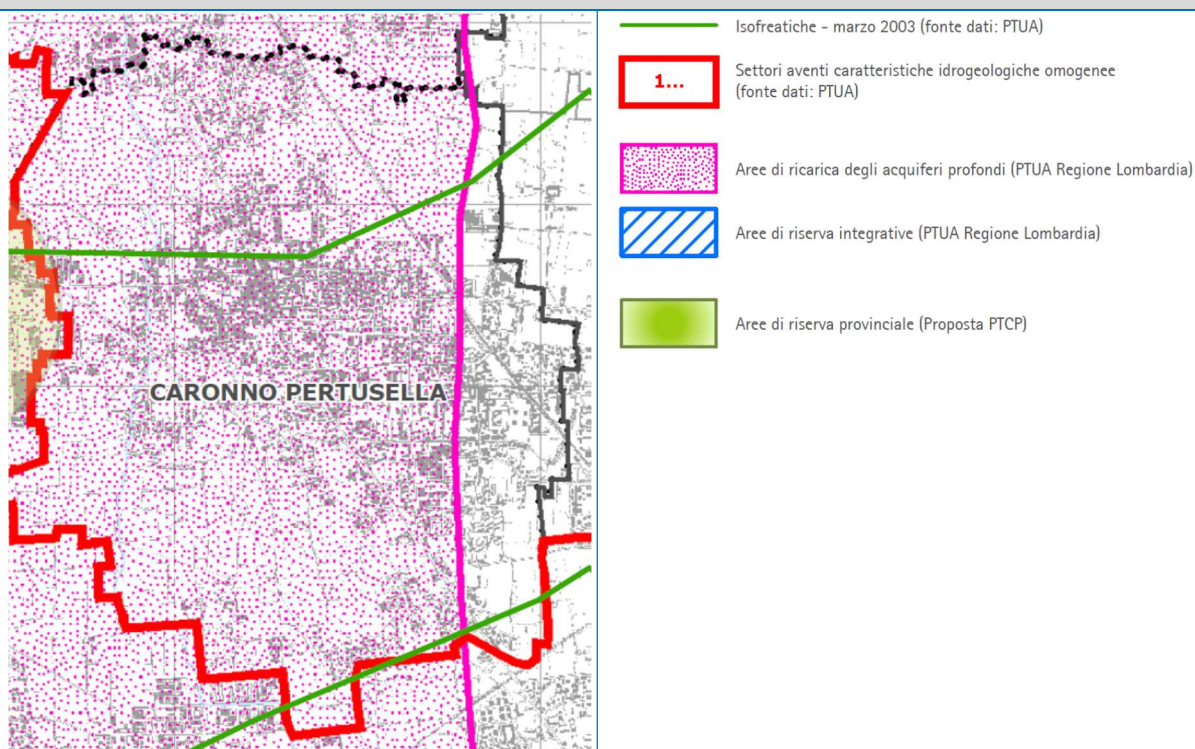 CARONNO PERTUSELLA
Isofreatiche - marzo 2003 (fonte dati: PTUA)
1...
Settori aventi caratteristiche idrogeologiche omogenee
(fonte dati: PTUA)
Aree di ricarica degli acquiferi profondi (PTUA Regione Lombardia)
Aree di riserva integrative (PTUA Regione Lombardia)
Aree di riserva provinciale (Proposta PTCP)